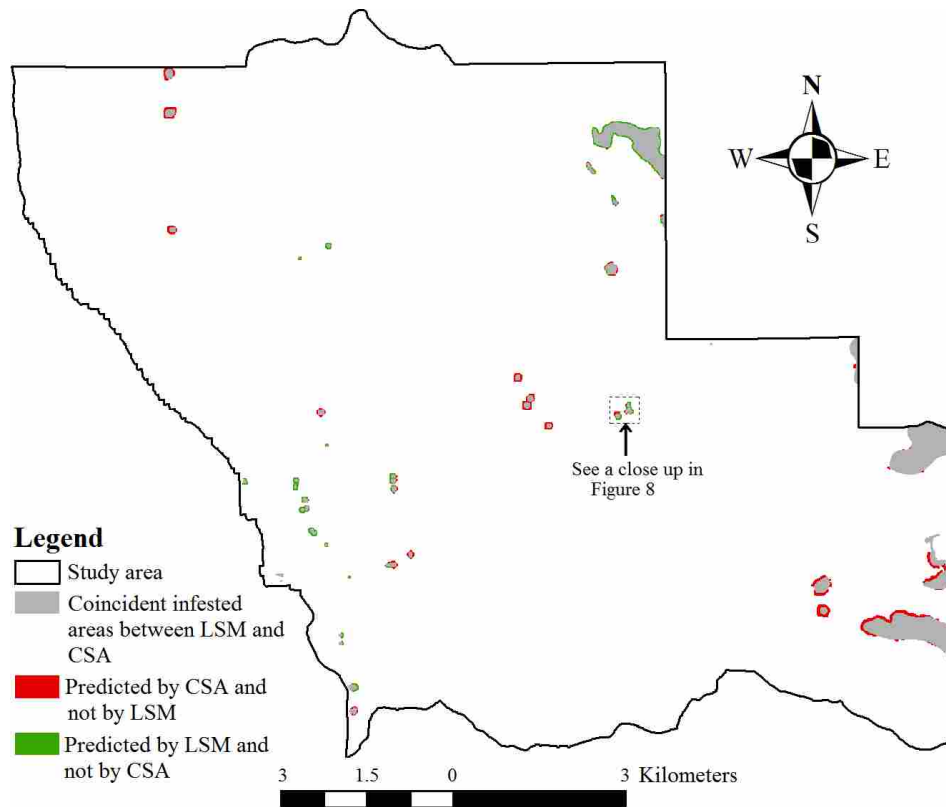 N
W E
S
See a close up in
Figure 8
Legend
Study area
Coincident infested
areas between LSM and
CSA
Predicted by CSA and
not by LSM
Predicted by LSM and
not by CSA
3 1.5 0 3 Kilometers